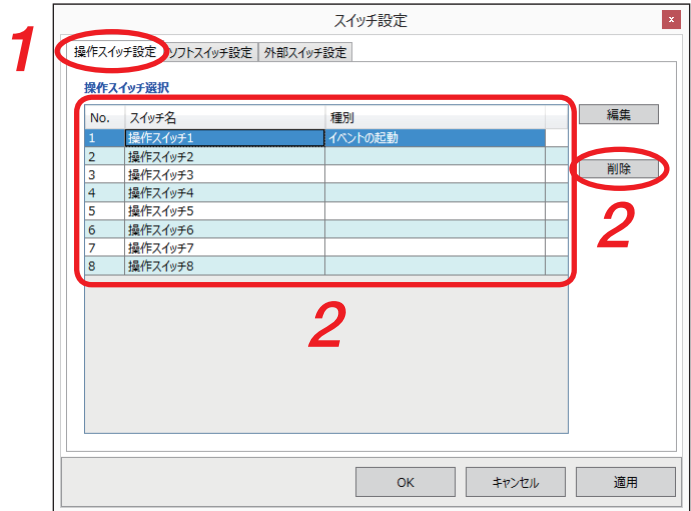 スイッチ設定
x
1
操作スイッチ設定 ソフトスイッチ設定 外部スイッチ設定
操作スイッチ選択
No. スイッチ名 種別
編集
1 操作スイッチ1 イベントの起動
2 操作スイッチ2
3 操作スイッチ3
削除
4 操作スイッチ4
5 操作スイッチ5
6 操作スイッチ6
7 操作スイッチ7
8 操作スイッチ8
2
2
OK キャンセル 適用